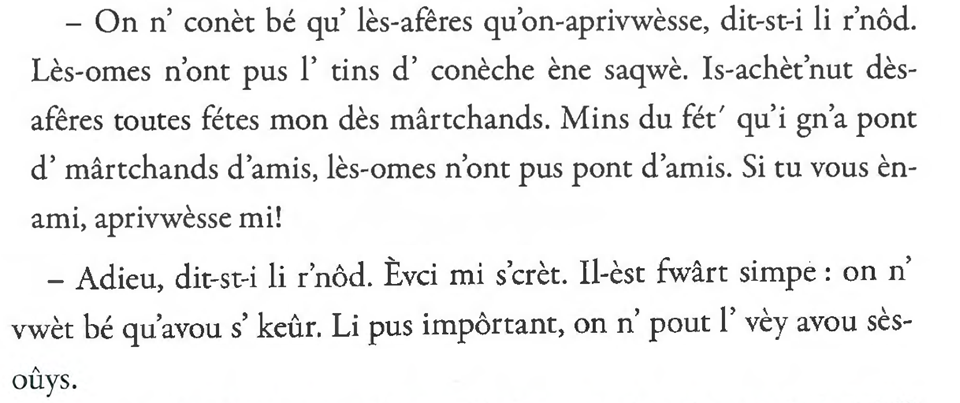 – On n’ conèt bé qu’ lès-afêres qu’on-aprivwèsse, dit-st-i li r’nôd.
Lès-omes n’ont pus l’ tins d’ conèche ène saqwè. Is-achèt’nut dès-
afêres toutes fétes mon dès mârtchands. Mins du fét′ qu’i gn’a pont
d’ mârtchands d’amis, lès-omes n’ont pus pont d’amis. Si tu vous èn-
ami, aprivwèsse mi!
– Adieu, dit-st-i li r’nôd. Èvci mi s’crèt. Il-èst fwârt simpe : on n’
vwèt bé qu’avou s’ keûr. Li pus impôrtant, on n’ pout l’ vèy avou sès-
oûys.